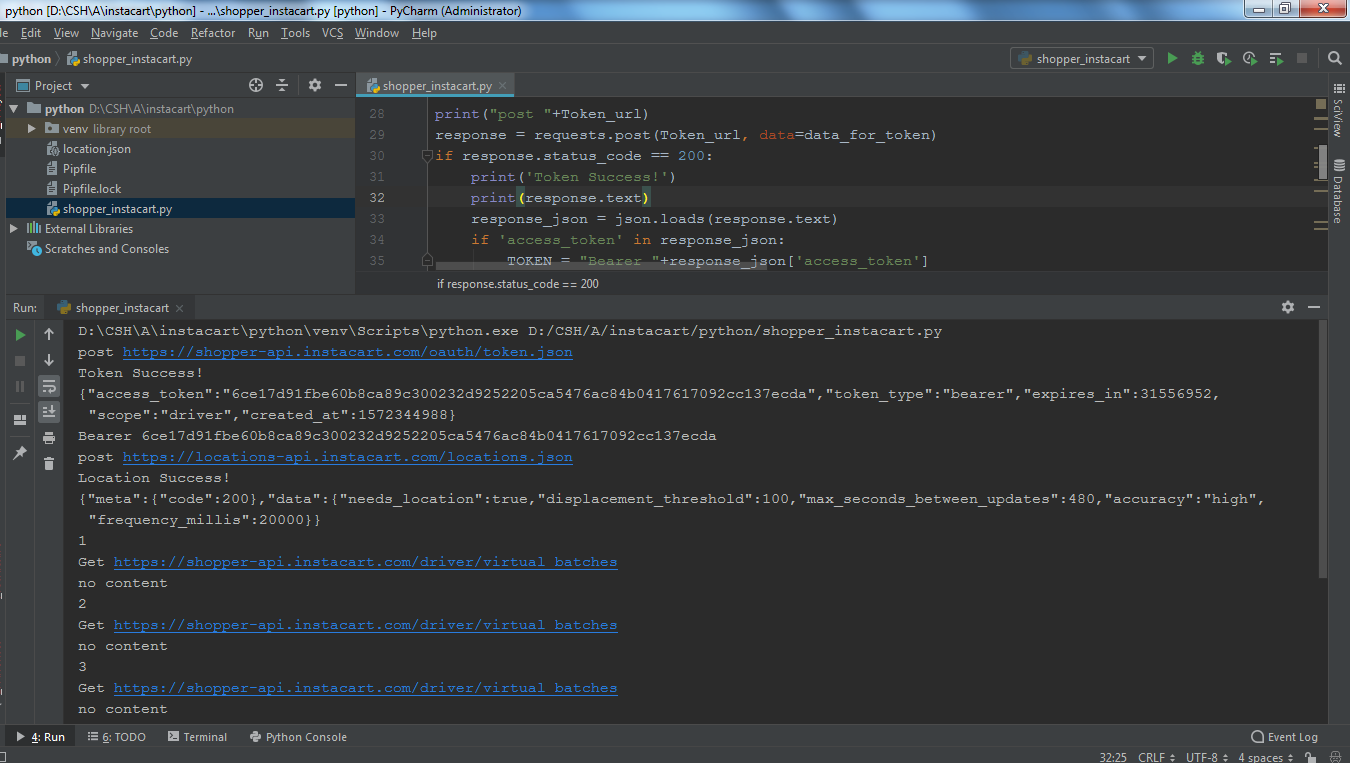 python [D:\CSH\A\instacart\python] - ...\shopper_instacart.py [python] - PyCharm (Administrator)
le Edit View Navigate Code Refactor Run Tools VCS Window Help
python shopper_instacart.py shopper_instacart
Project shopper_instacart.py
python D:\CSH\A\instacart\python
venv library root
location.json
Pipfile
Pipfile.lock
shopper_instacart.py
External Libraries
Scratches and Consoles
28 print("post "+Token_url)
29 response = requests.post(Token_url, data=data_for_token)
30 if response.status_code == 200:
31 print('Token Success!')
32 print(response.text)
33 response_json = json.loads(response.text)
34 if 'access_token' in response_json:
35 TOKEN = "Bearer "+response_json['access_token']
if response.status_code == 200
SciView
Database
Run: shopper_instacart
D:\CSH\A\instacart\python\venv\Scripts\python.exe D:/CSH/A/instacart/python/shopper_instacart.py
post https://shopper-api.instacart.com/oauth/token.json
Token Success!
{"access_token":"6ce17d91fbe60b8ca89c300232d9252205ca5476ac84b0417617092cc137ecda","token_type":"bearer","expires_in":31556952,
"scope":"driver","created_at":1572344988}
Bearer 6ce17d91fbe60b8ca89c300232d9252205ca5476ac84b0417617092cc137ecda
post https://locations-api.instacart.com/locations.json
Location Success!
{"meta":{"code":200},"data":{"needs_location":true,"displacement_threshold":100,"max_seconds_between_updates":480,"accuracy":"high",
"frequency_millis":20000}}
1
Get https://shopper-api.instacart.com/driver/virtual_batches
no content
2
Get https://shopper-api.instacart.com/driver/virtual_batches
no content
3
Get https://shopper-api.instacart.com/driver/virtual_batches
no content
4: Run 6: TODO Terminal Python Console Event Log
32:25 CRLF UTF-8 4 spaces